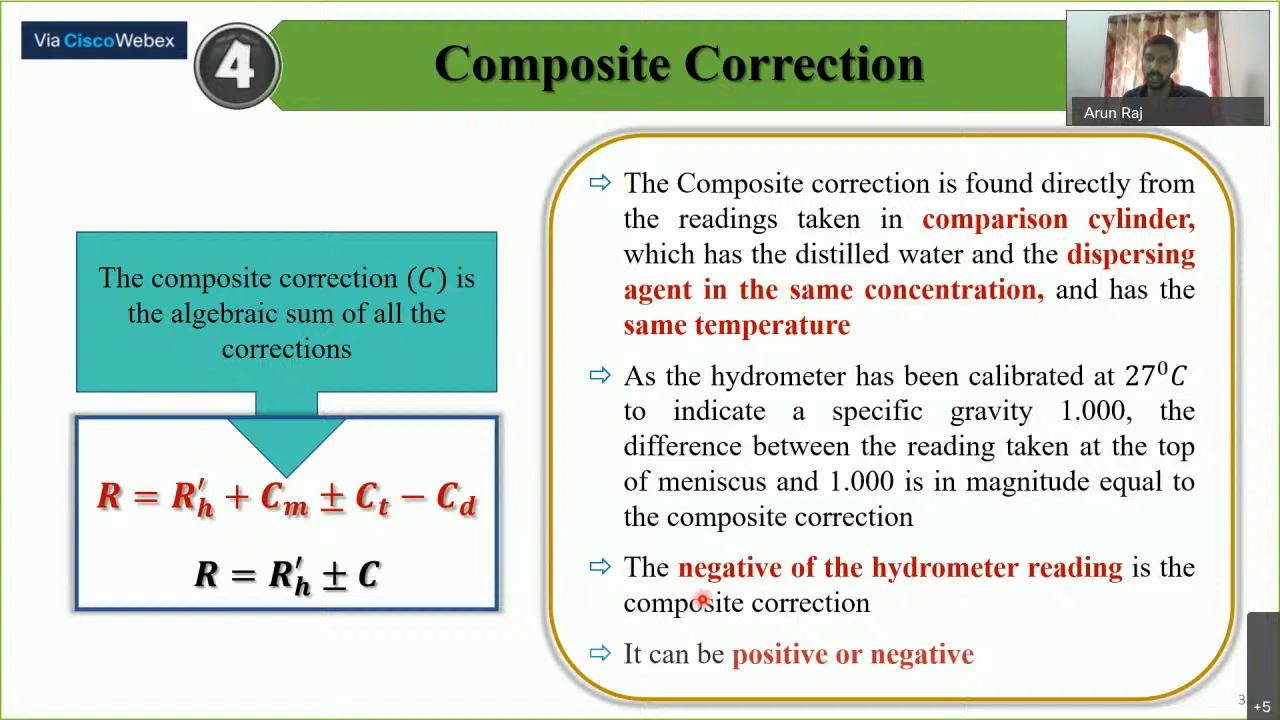 Via CiscoWebex
4
Composite Correction
Arun Raj
The composite correction (𝐶) is
the algebraic sum of all the
corrections
R = R′ₕ + Cₘ ± Cₜ − C_d
R = R′ₕ ± C
⇨ The Composite correction is found directly from
the readings taken in comparison cylinder,
which has the distilled water and the dispersing
agent in the same concentration, and has the
same temperature
⇨ As the hydrometer has been calibrated at 27⁰C
to indicate a specific gravity 1.000, the
difference between the reading taken at the top
of meniscus and 1.000 is in magnitude equal to
the composite correction
⇨ The negative of the hydrometer reading is the
composite correction
⇨ It can be positive or negative
3
+5